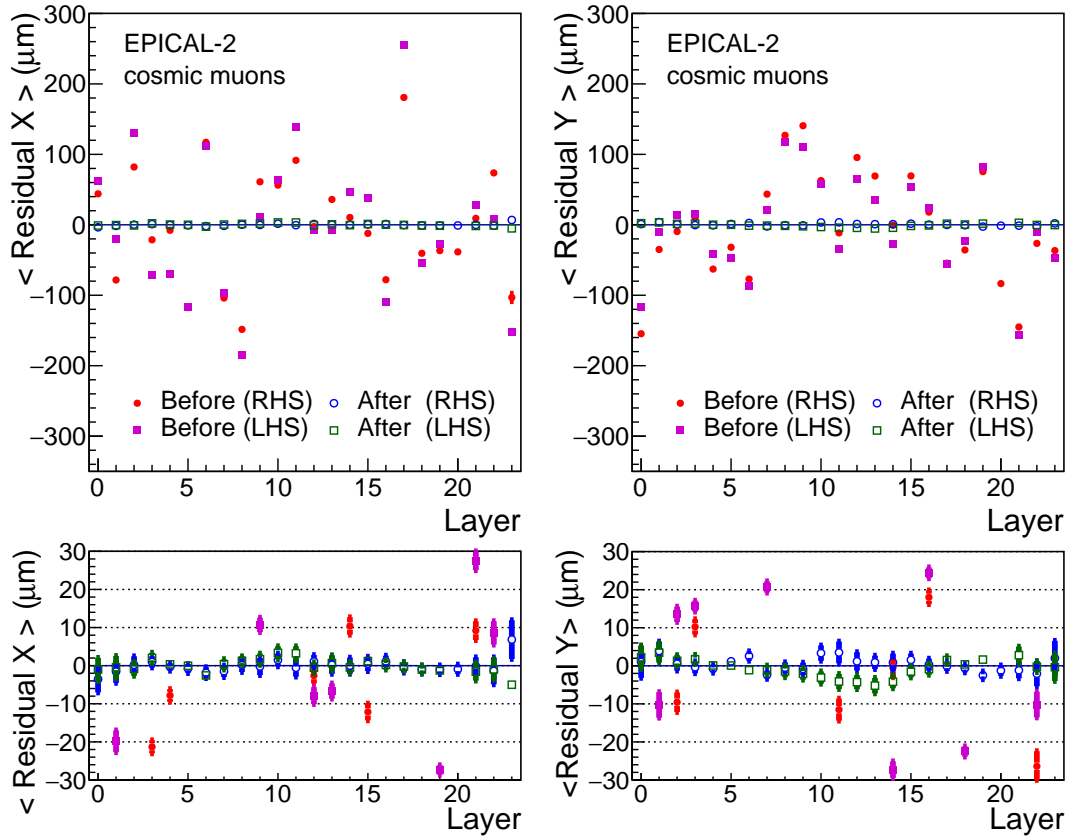 < Residual X > (μm)
300
200
100
0
−100
−200
−300
EPICAL-2
cosmic muons
Before (RHS)
After (RHS)
Before (LHS)
After (LHS)
0 5 10 15 20
Layer
< Residual Y > (μm)
300
200
100
0
−100
−200
−300
EPICAL-2
cosmic muons
Before (RHS)
After (RHS)
Before (LHS)
After (LHS)
0 5 10 15 20
Layer
< Residual X > (μm)
30
20
10
0
−10
−20
−30
0 5 10 15 20
Layer
<Residual Y> (μm)
30
20
10
0
−10
−20
−30
0 5 10 15 20
Layer